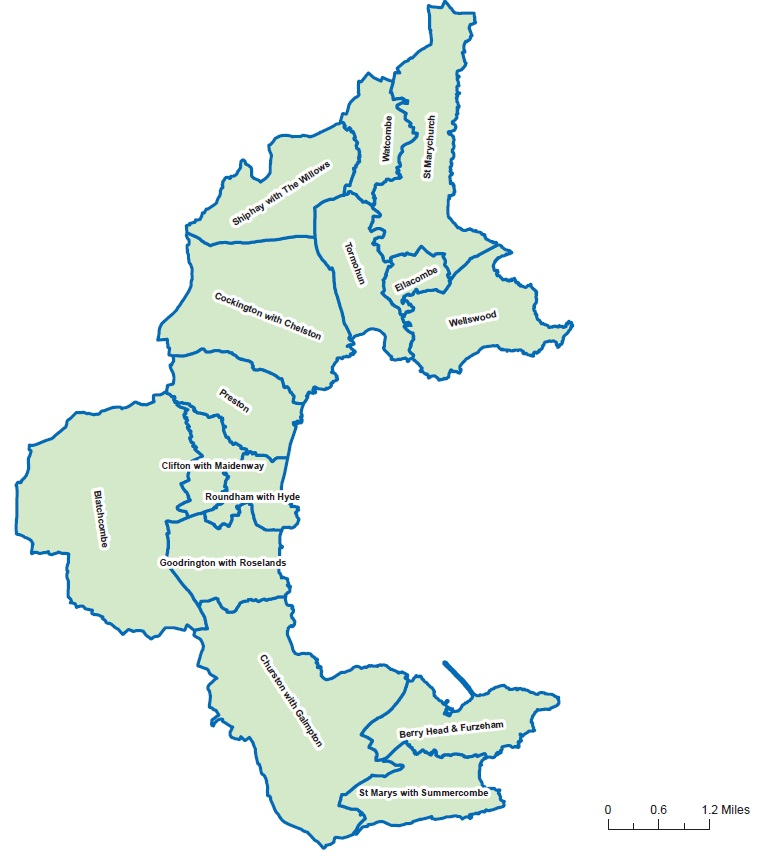 St Marychurch
Watcombe
Shiphay with The Willows
Tormohun
Ellacombe
Wellswood
Cockington with Chelston
Preston
Clifton with Maidenway
Roundham with Hyde
Blatchcombe
Goodrington with Roselands
Churston with Galmpton
Berry Head & Furzeham
St Marys with Summercombe
0 0.6 1.2 Miles